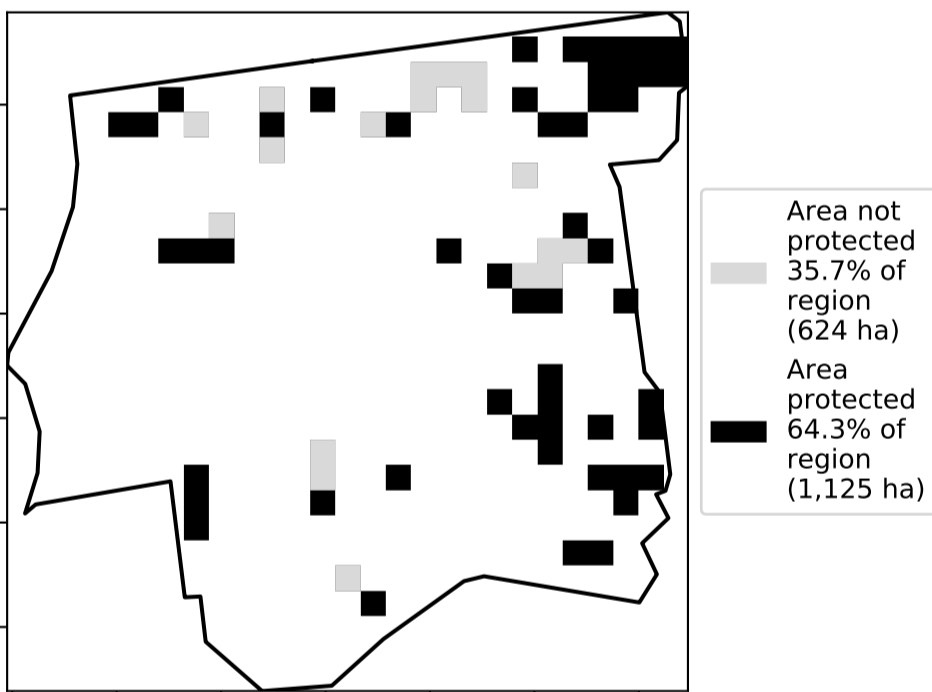 Area not
protected
35.7% of
region
(624 ha)
Area
protected
64.3% of
region
(1,125 ha)